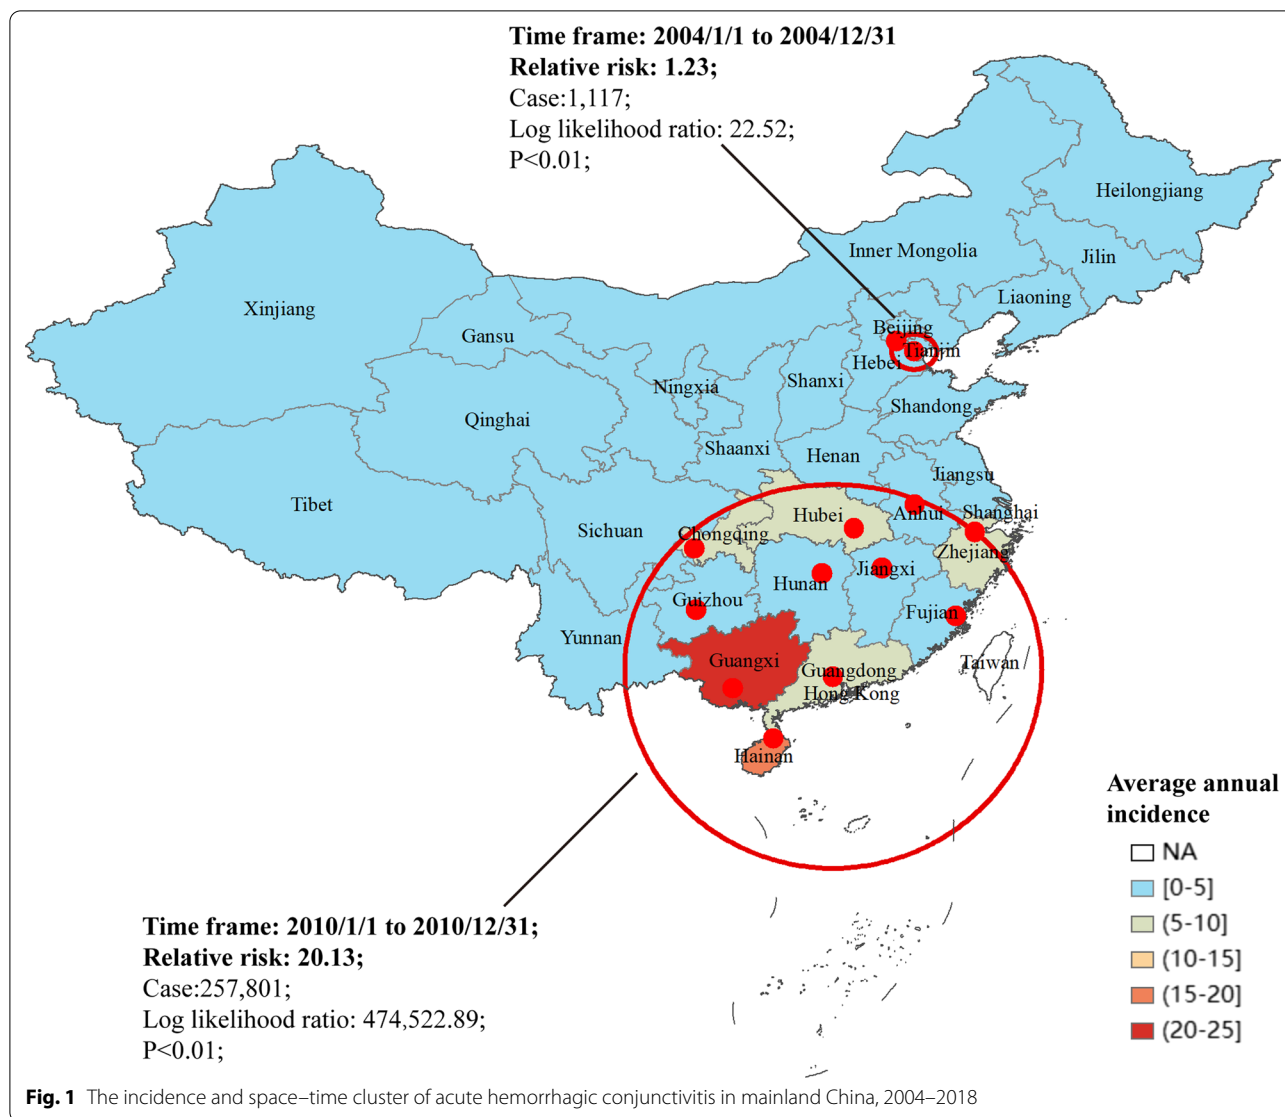 Time frame: 2004/1/1 to 2004/12/31
Relative risk: 1.23;
Case:1,117;
Log likelihood ratio: 22.52;
P<0.01;
Heilongjiang
Inner Mongolia
Jilin
Xinjiang
Liaoning
Gansu
Beijing
Tianjin
Hebei
Ningxia
Shanxi
Qinghai
Shandong
Shaanxi
Henan
Jiangsu
Tibet
Sichuan
Hubei
Anhui
Shanghai
Chongqing
Zhejiang
Hunan
Jiangxi
Guizhou
Fujian
Yunnan
Guangxi
Guangdong
Taiwan
Hong Kong
Hainan
Average annual
incidence
NA
[0-5]
(5-10]
(10-15]
(15-20]
(20-25]
Time frame: 2010/1/1 to 2010/12/31;
Relative risk: 20.13;
Case:257,801;
Log likelihood ratio: 474,522.89;
P<0.01;
Fig. 1 The incidence and space–time cluster of acute hemorrhagic conjunctivitis in mainland China, 2004–2018